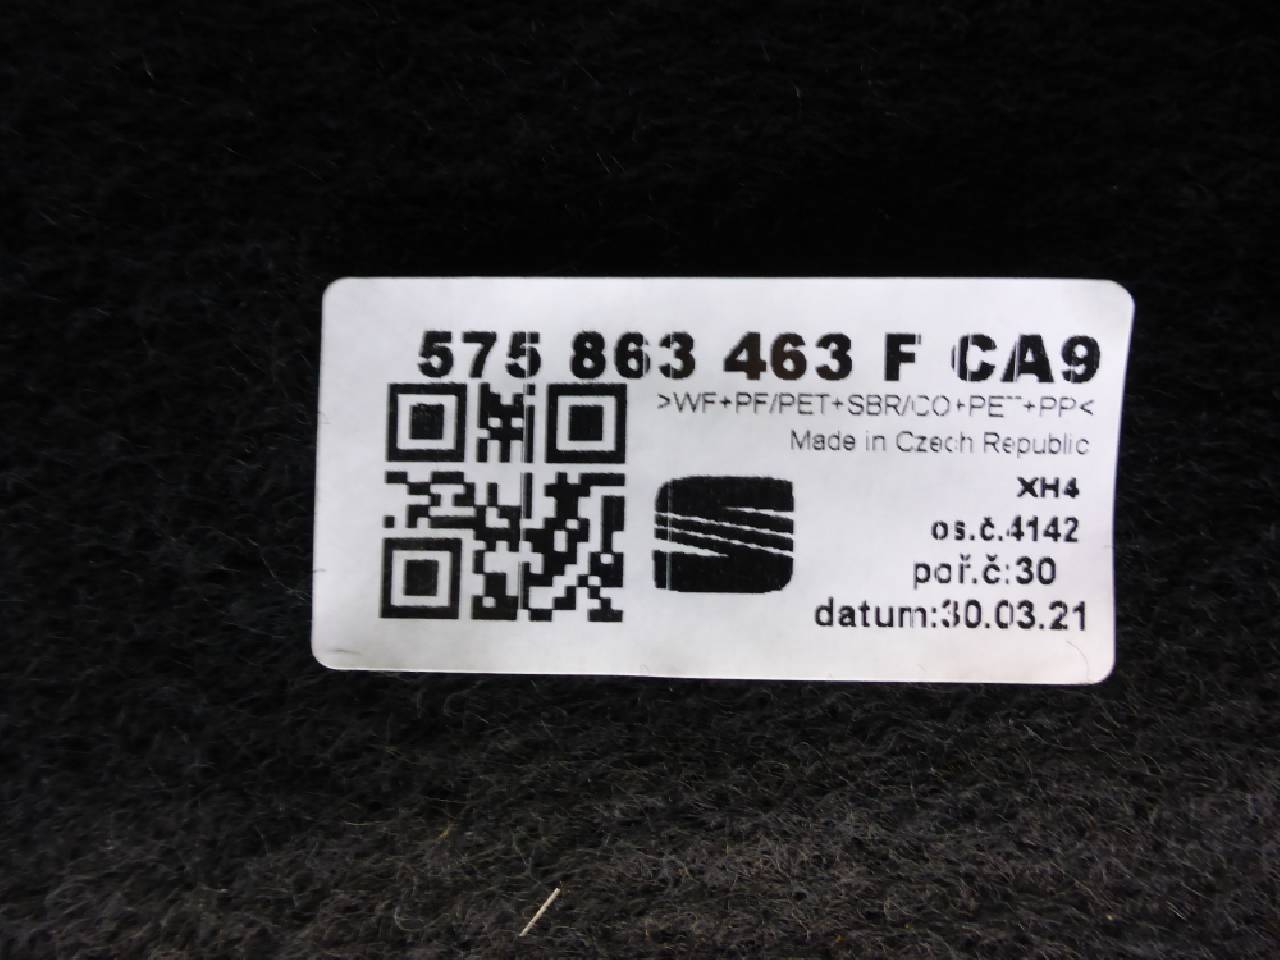 575 863 463 F CA9
>WF+PF/PET+SBR/CO+PET+PP<
Made in Czech Republic
XH4
os.č.4142
poř.č:30
datum:30.03.21